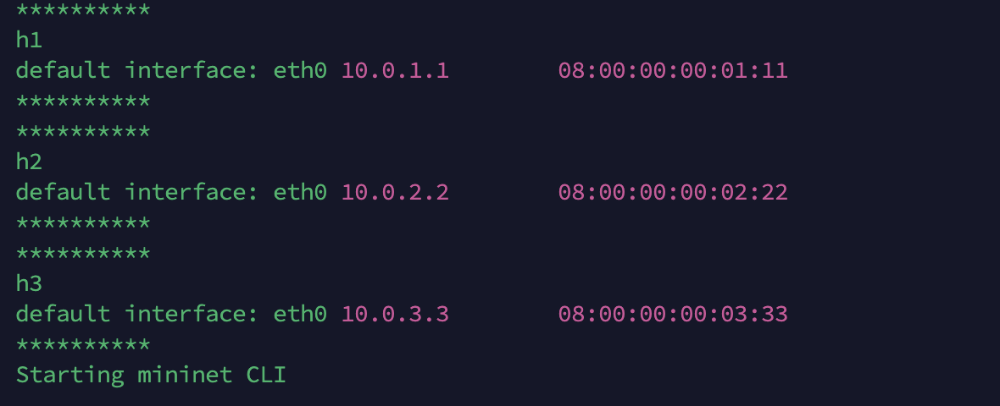 **********
h1
default interface: eth0 10.0.1.1        08:00:00:00:01:11
**********
**********
h2
default interface: eth0 10.0.2.2        08:00:00:00:02:22
**********
**********
h3
default interface: eth0 10.0.3.3        08:00:00:00:03:33
**********
Starting mininet CLI